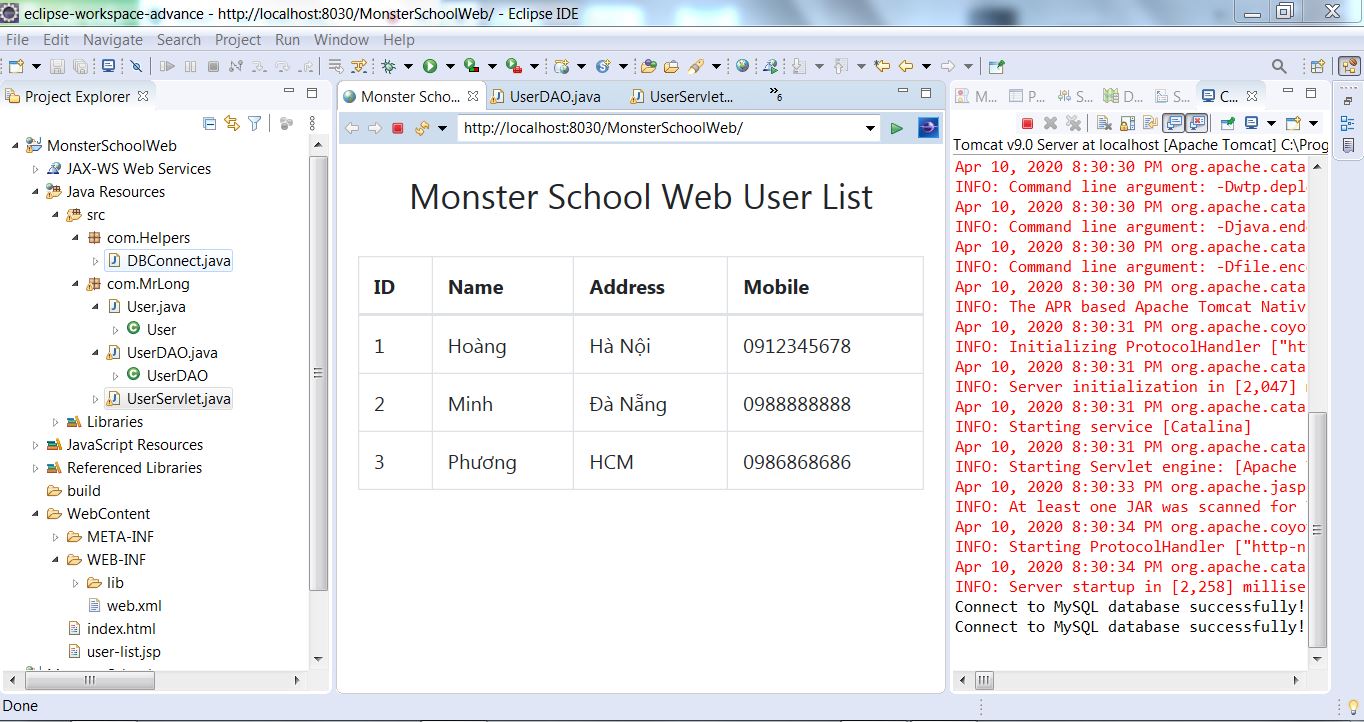 eclipse-workspace-advance - http://localhost:8030/MonsterSchoolWeb/ - Eclipse IDE
File Edit Navigate Search Project Run Window Help
Project Explorer
MonsterSchoolWeb
JAX-WS Web Services
Java Resources
src
com.Helpers
DBConnect.java
com.MrLong
User.java
User
UserDAO.java
UserDAO
UserServlet.java
Libraries
JavaScript Resources
Referenced Libraries
build
WebContent
META-INF
WEB-INF
lib
web.xml
index.html
user-list.jsp
Monster Scho... UserDAO.java UserServlet... »6
http://localhost:8030/MonsterSchoolWeb/
Monster School Web User List
ID Name Address Mobile
1 Hoàng Hà Nội 0912345678
2 Minh Đà Nẵng 0988888888
3 Phương HCM 0986868686
M... P... S... D... S... C...
Tomcat v9.0 Server at localhost [Apache Tomcat] C:\Prog
Apr 10, 2020 8:30:30 PM org.apache.cata
INFO: Command line argument: -Dwtp.depl
Apr 10, 2020 8:30:30 PM org.apache.cata
INFO: Command line argument: -Djava.end
Apr 10, 2020 8:30:30 PM org.apache.cata
INFO: Command line argument: -Dfile.enc
Apr 10, 2020 8:30:30 PM org.apache.cata
INFO: The APR based Apache Tomcat Nativ
Apr 10, 2020 8:30:31 PM org.apache.coyo
INFO: Initializing ProtocolHandler ["ht
Apr 10, 2020 8:30:31 PM org.apache.cata
INFO: Server initialization in [2,047]
Apr 10, 2020 8:30:31 PM org.apache.cata
INFO: Starting service [Catalina]
Apr 10, 2020 8:30:31 PM org.apache.cata
INFO: Starting Servlet engine: [Apache
Apr 10, 2020 8:30:33 PM org.apache.jasp
INFO: At least one JAR was scanned for
Apr 10, 2020 8:30:34 PM org.apache.coyo
INFO: Starting ProtocolHandler ["http-n
Apr 10, 2020 8:30:34 PM org.apache.cata
INFO: Server startup in [2,258] millise
Connect to MySQL database successfully!
Connect to MySQL database successfully!
Done